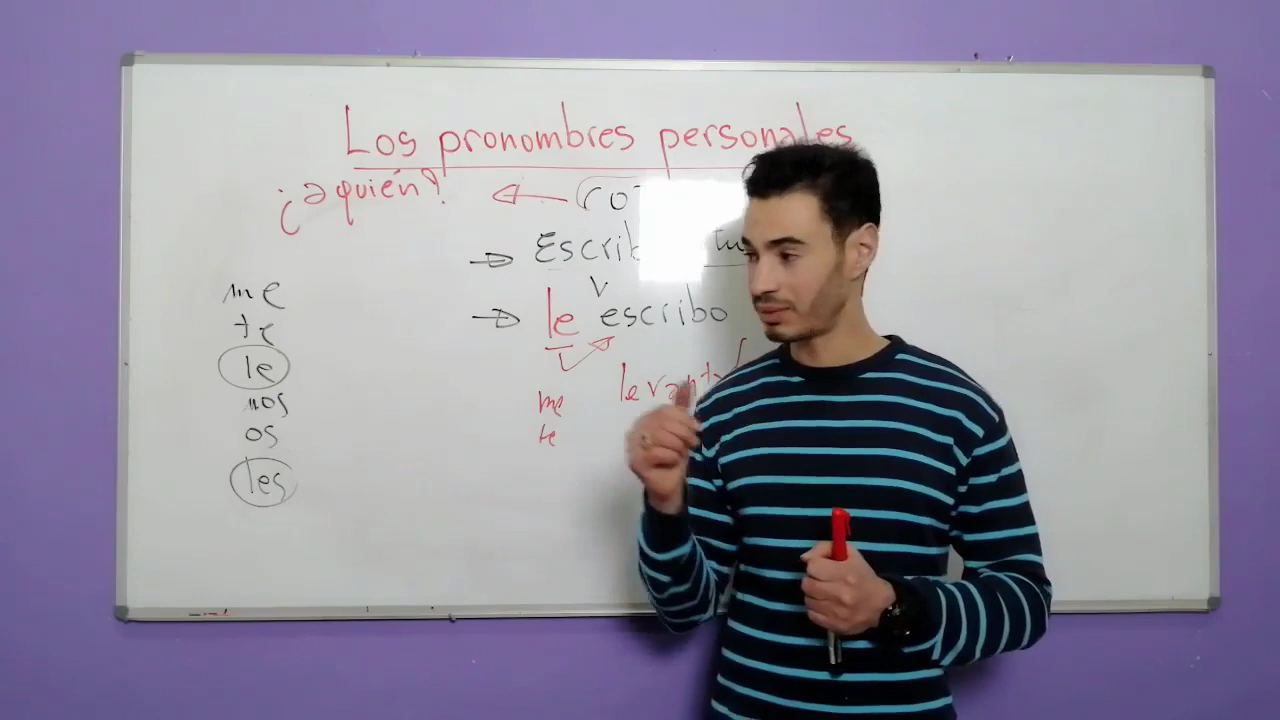 Los pronombres personales
¿a quién?
Escrib
le escribo
me
te
le
nos
os
les
me
te